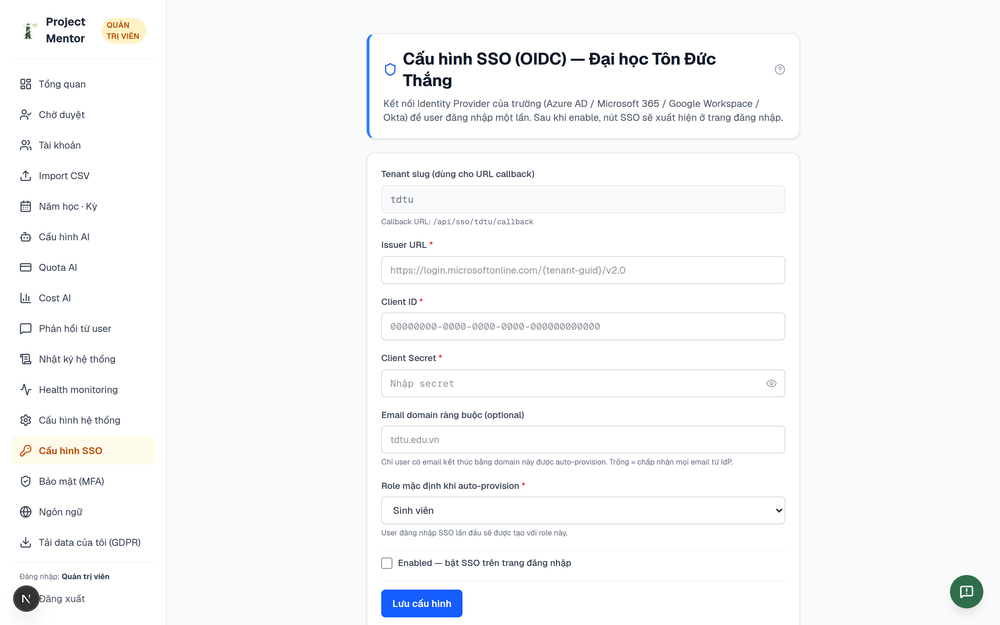 Project
Mentor
QUẢN
TRỊ VIÊN
Tổng quan
Chờ duyệt
Tài khoản
Import CSV
Năm học · Kỳ
Cấu hình AI
Quota AI
Cost AI
Phản hồi từ user
Nhật ký hệ thống
Health monitoring
Cấu hình hệ thống
Cấu hình SSO
Bảo mật (MFA)
Ngôn ngữ
Tải data của tôi (GDPR)
Đăng nhập: Quản trị viên
N
Đăng xuất
Cấu hình SSO (OIDC) — Đại học Tôn Đức
Thắng
Kết nối Identity Provider của trường (Azure AD / Microsoft 365 / Google Workspace /
Okta) để user đăng nhập một lần. Sau khi enable, nút SSO sẽ xuất hiện ở trang đăng nhập.
Tenant slug (dùng cho URL callback)
tdtu
Callback URL: /api/sso/tdtu/callback
Issuer URL *
https://login.microsoftonline.com/{tenant-guid}/v2.0
Client ID *
00000000-0000-0000-0000-000000000000
Client Secret *
Nhập secret
Email domain ràng buộc (optional)
tdtu.edu.vn
Chỉ user có email kết thúc bằng domain này được auto-provision. Trống = chấp nhận mọi email từ IdP.
Role mặc định khi auto-provision *
Sinh viên
User đăng nhập SSO lần đầu sẽ được tạo với role này.
Enabled — bật SSO trên trang đăng nhập
Lưu cấu hình